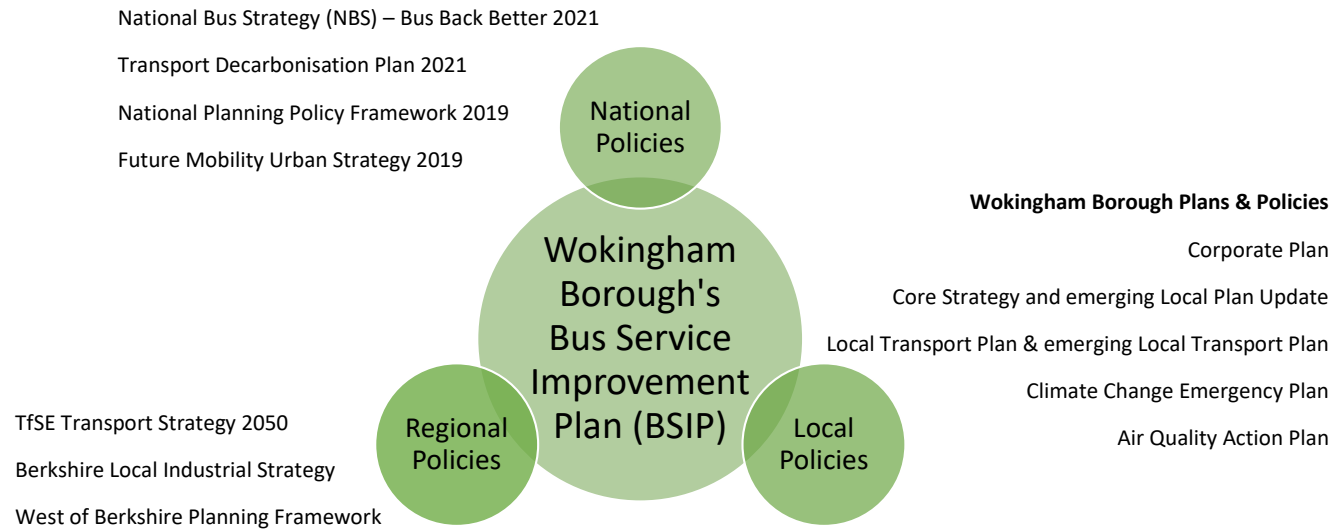 National Bus Strategy (NBS) – Bus Back Better 2021
Transport Decarbonisation Plan 2021
National Planning Policy Framework 2019
Future Mobility Urban Strategy 2019
National
Policies
Wokingham
Borough's
Bus Service
Improvement
Plan (BSIP)
Wokingham Borough Plans & Policies
Corporate Plan
Core Strategy and emerging Local Plan Update
Local Transport Plan & emerging Local Transport Plan
Climate Change Emergency Plan
Air Quality Action Plan
Local
Policies
Regional
Policies
TfSE Transport Strategy 2050
Berkshire Local Industrial Strategy
West of Berkshire Planning Framework